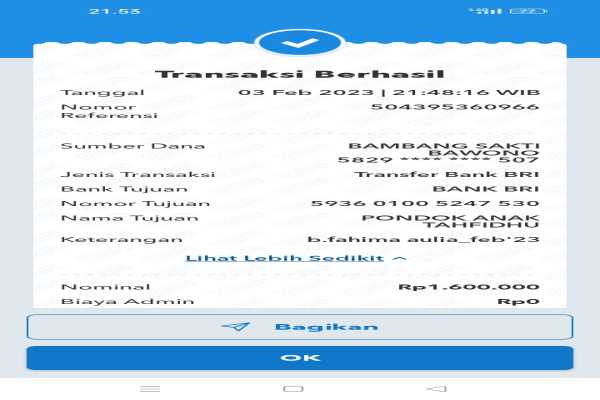 21.53
Transaksi Berhasil
Tanggal 03 Feb 2023 | 21:48:16 WIB
Nomor Referensi 504395360966
Sumber Dana BAMBANG SAKTI BAWONO
5829 **** **** 507
Jenis Transaksi Transfer Bank BRI
Bank Tujuan BANK BRI
Nomor Tujuan 5936 0100 5247 530
Nama Tujuan PONDOK ANAK TAHFIDHU
Keterangan b.fahima aulia_feb'23
Lihat Lebih Sedikit
Nominal Rp1.600.000
Biaya Admin Rp0
Bagikan
OK